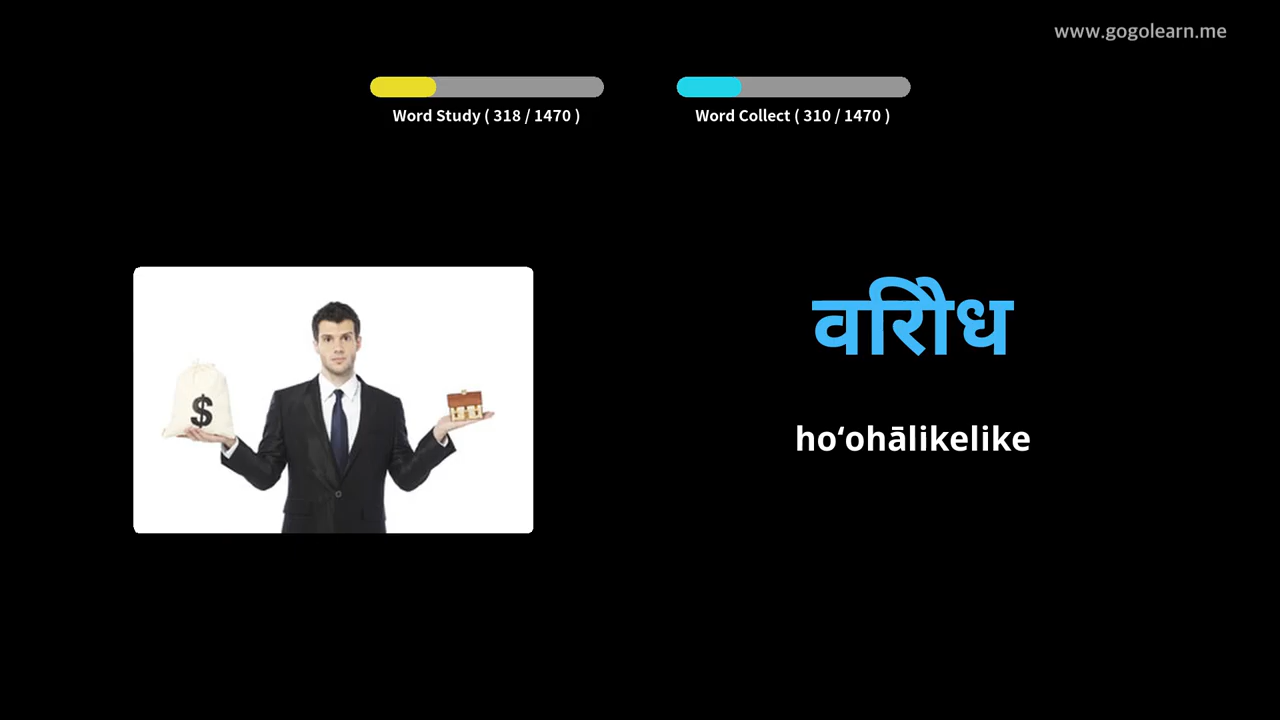 www.gogolearn.me
Word Study ( 318 / 1470 )
Word Collect ( 310 / 1470 )
वरिोध
$
hoʻohālikelike